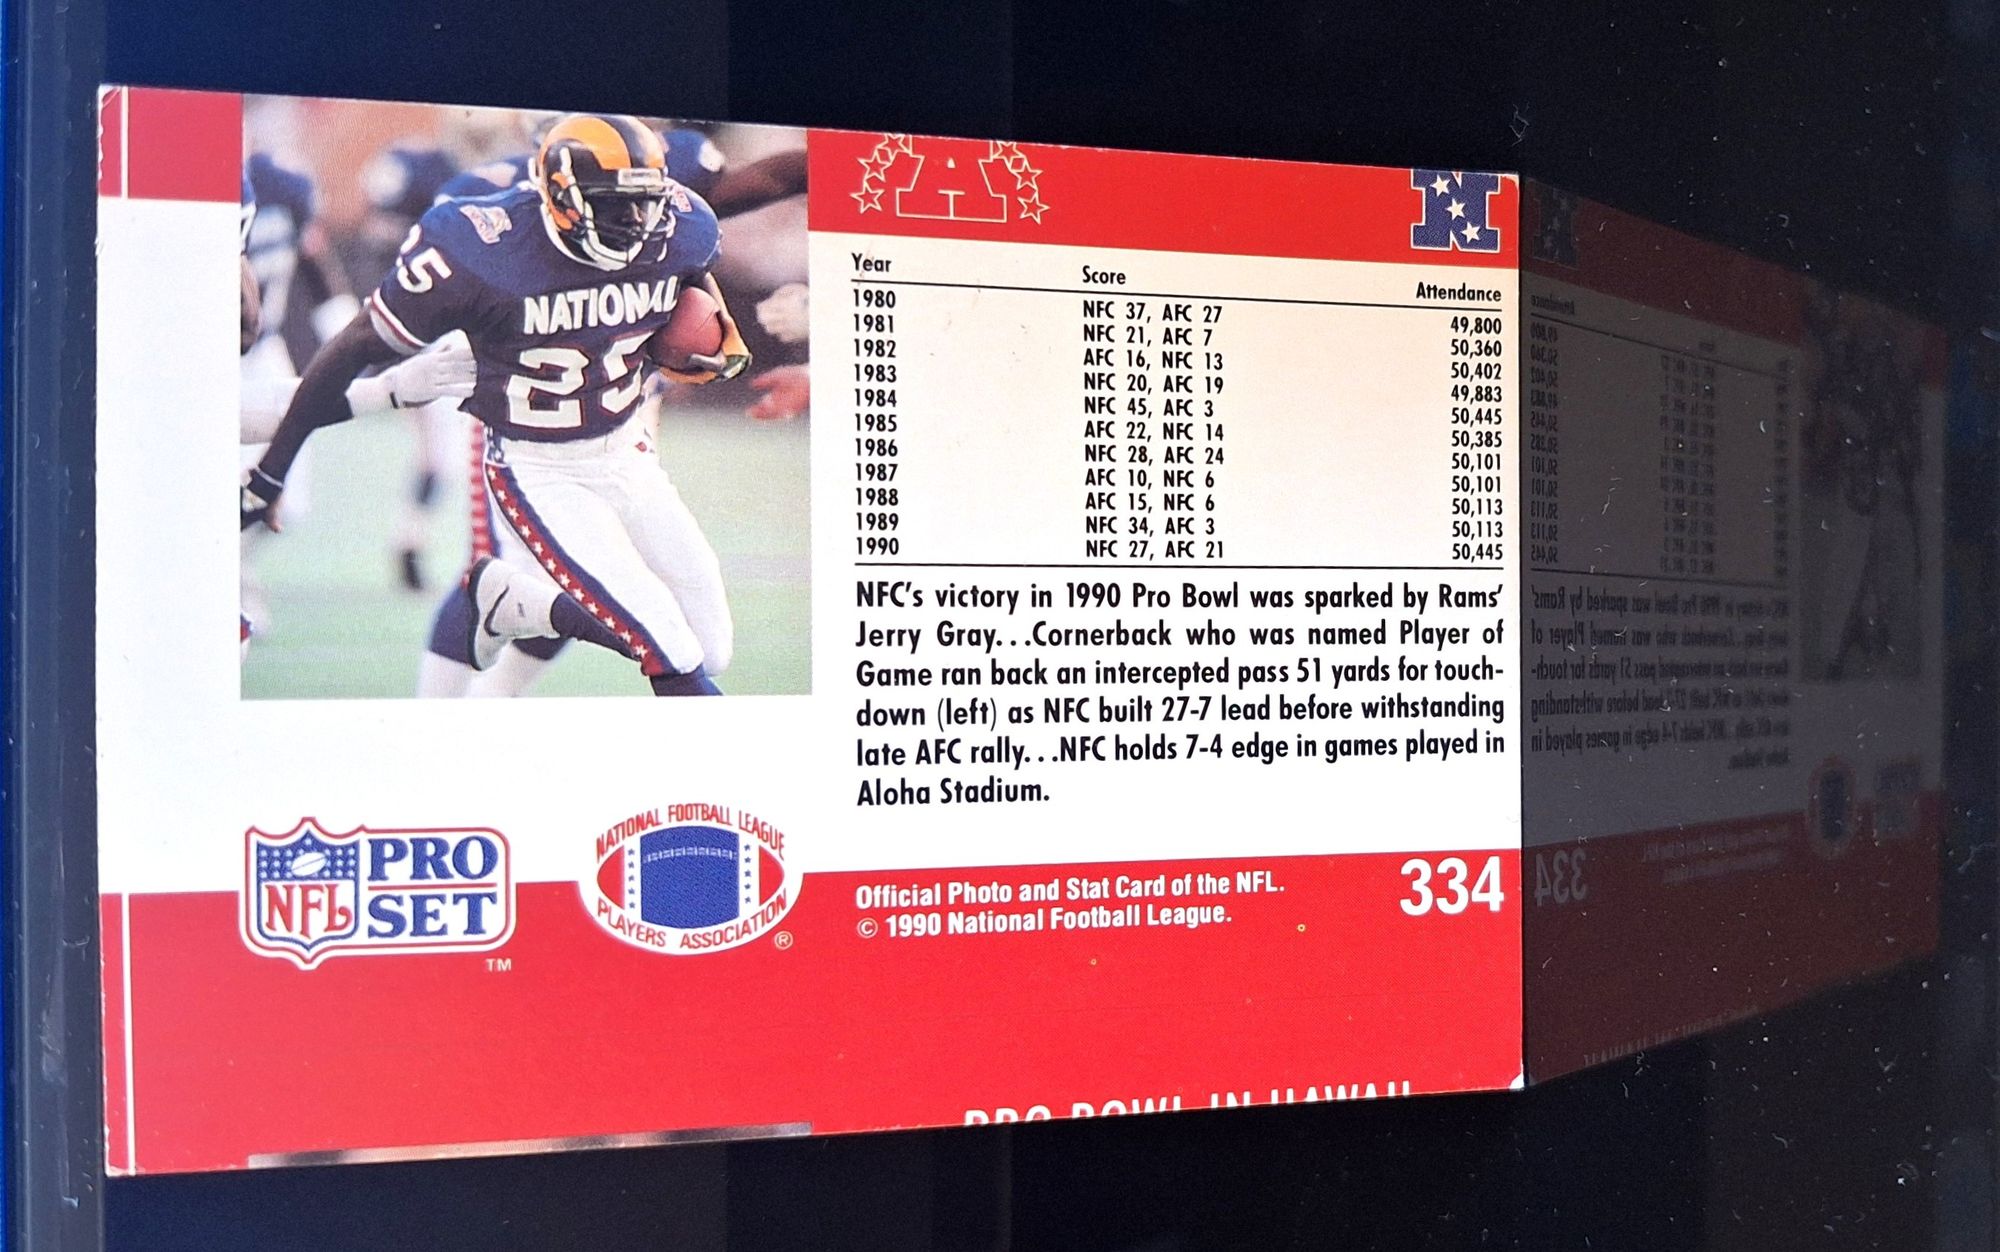 25
NATIONAL
25
A
N
Year Score Attendance
1980 NFC 37, AFC 27 49,800
1981 NFC 21, AFC 7 50,360
1982 AFC 16, NFC 13 50,402
1983 NFC 20, AFC 19 49,883
1984 NFC 45, AFC 3 50,445
1985 AFC 22, NFC 14 50,385
1986 NFC 28, AFC 24 50,101
1987 AFC 10, NFC 6 50,101
1988 AFC 15, NFC 6 50,113
1989 NFC 34, AFC 3 50,113
1990 NFC 27, AFC 21 50,445
NFC's victory in 1990 Pro Bowl was sparked by Rams'
Jerry Gray...Cornerback who was named Player of
Game ran back an intercepted pass 51 yards for touch-
down (left) as NFC built 27-7 lead before withstanding
late AFC rally...NFC holds 7-4 edge in games played in
Aloha Stadium.
NFL PRO SET TM
NATIONAL FOOTBALL LEAGUE
PLAYERS ASSOCIATION ®
Official Photo and Stat Card of the NFL.
© 1990 National Football League.
334
PRO BOWL IN HAWAII